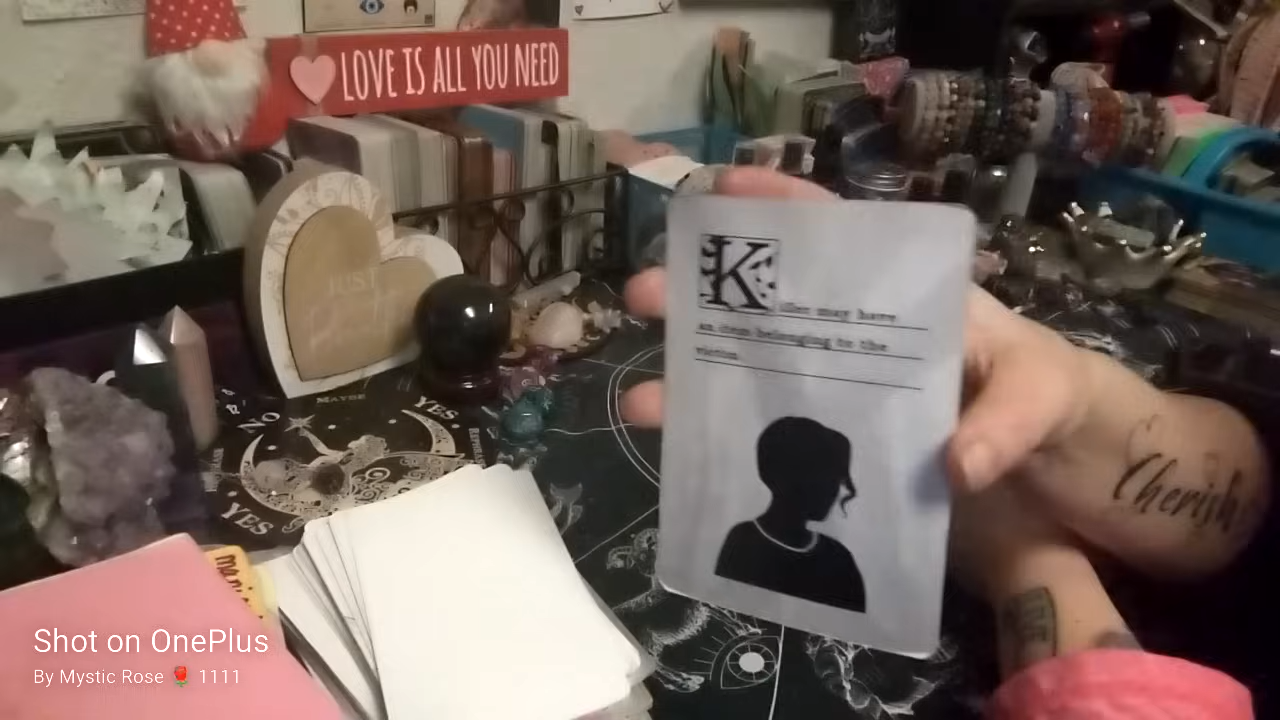 LOVE IS ALL YOU NEED
JUST
MAYBE
NO
YES
YES
Killer may have
an item belonging to the
victim.
Cherish
Shot on OnePlus
By Mystic Rose 🌹 1111